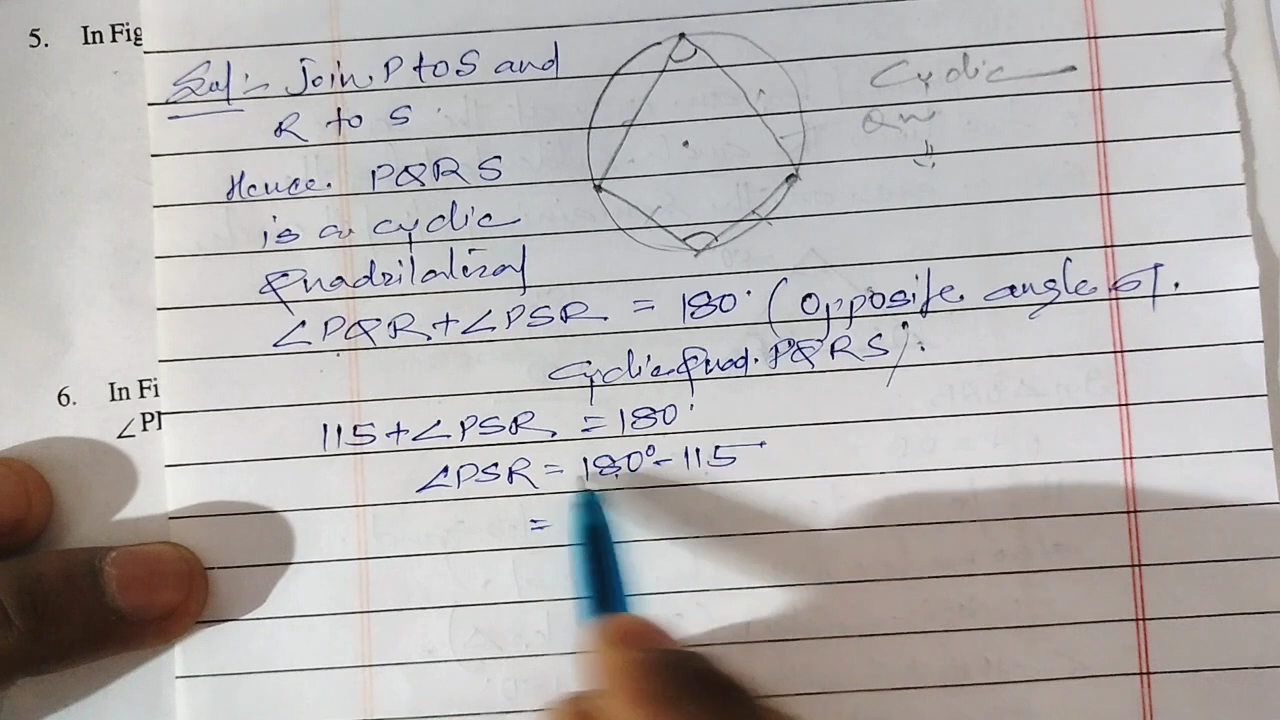 5. In Fig
Sol:- Join P to S and
R to S
Hence. PQRS
is a cyclic
Quadrilateral
∠PQR+∠PSR = 180° (opposite angle of.
Cyclic Quad. PQRS).
6. In Fi
∠PI
115+∠PSR = 180°
∠PSR = 180°-115
=
Cyclic